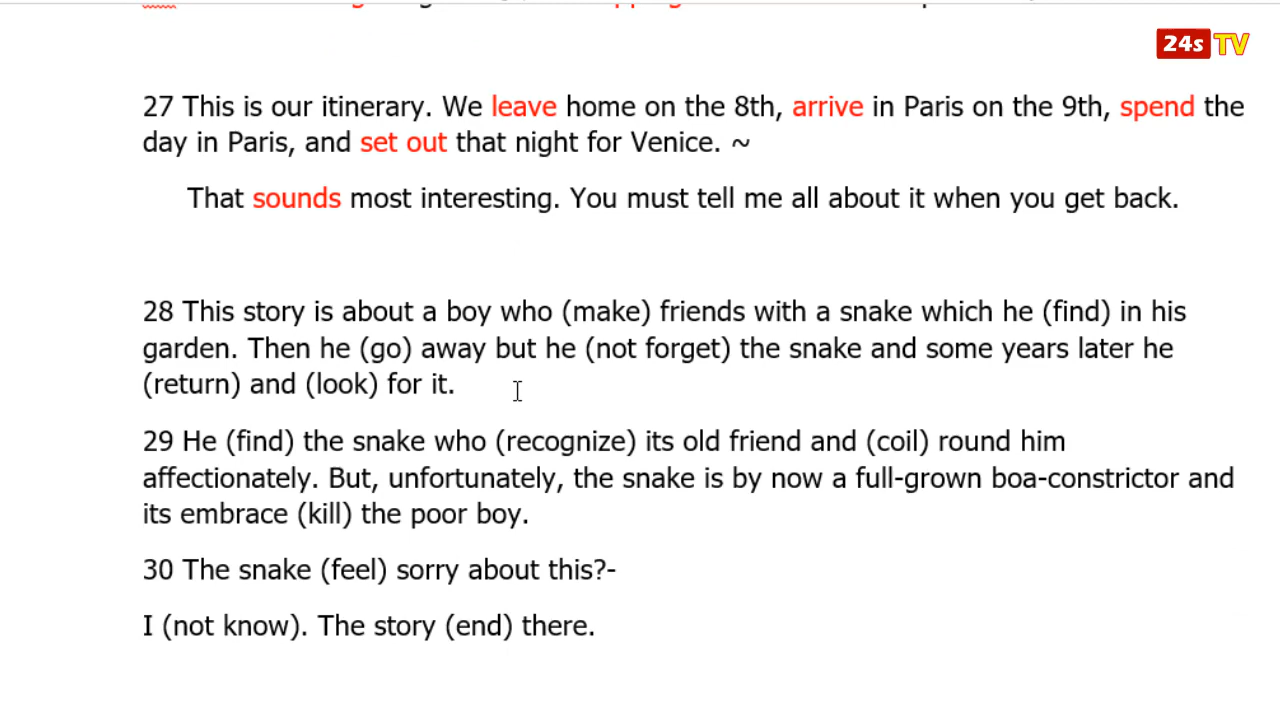 24s TV
27 This is our itinerary. We leave home on the 8th, arrive in Paris on the 9th, spend the
day in Paris, and set out that night for Venice. ~
That sounds most interesting. You must tell me all about it when you get back.
28 This story is about a boy who (make) friends with a snake which he (find) in his
garden. Then he (go) away but he (not forget) the snake and some years later he
(return) and (look) for it.
29 He (find) the snake who (recognize) its old friend and (coil) round him
affectionately. But, unfortunately, the snake is by now a full-grown boa-constrictor and
its embrace (kill) the poor boy.
30 The snake (feel) sorry about this?-
I (not know). The story (end) there.